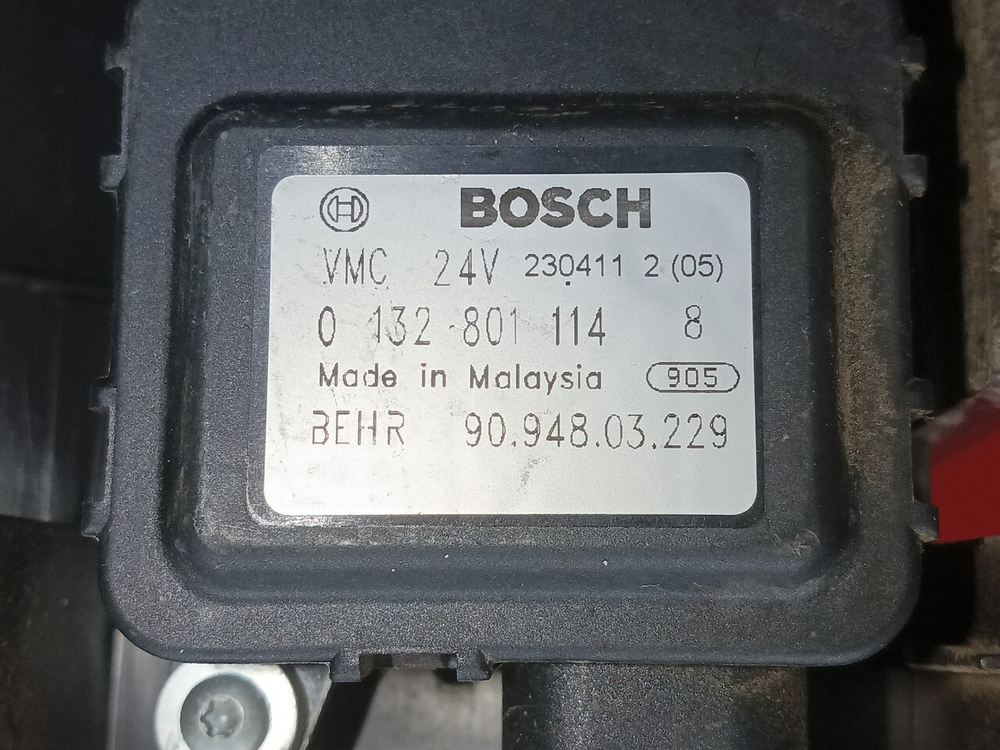 BOSCH
VMC 24V 230411 2 (05)
0 132 801 114 8
Made in Malaysia 905
BEHR 90.948.03.229